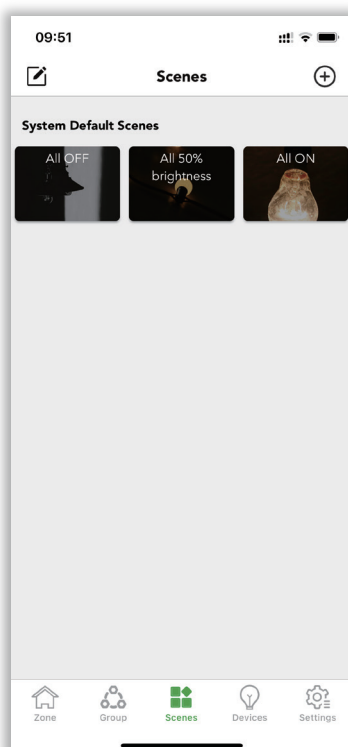 09:51
Scenes
System Default Scenes
All OFF
All 50%
brightness
All ON
Zone
Group
Scenes
Devices
Settings